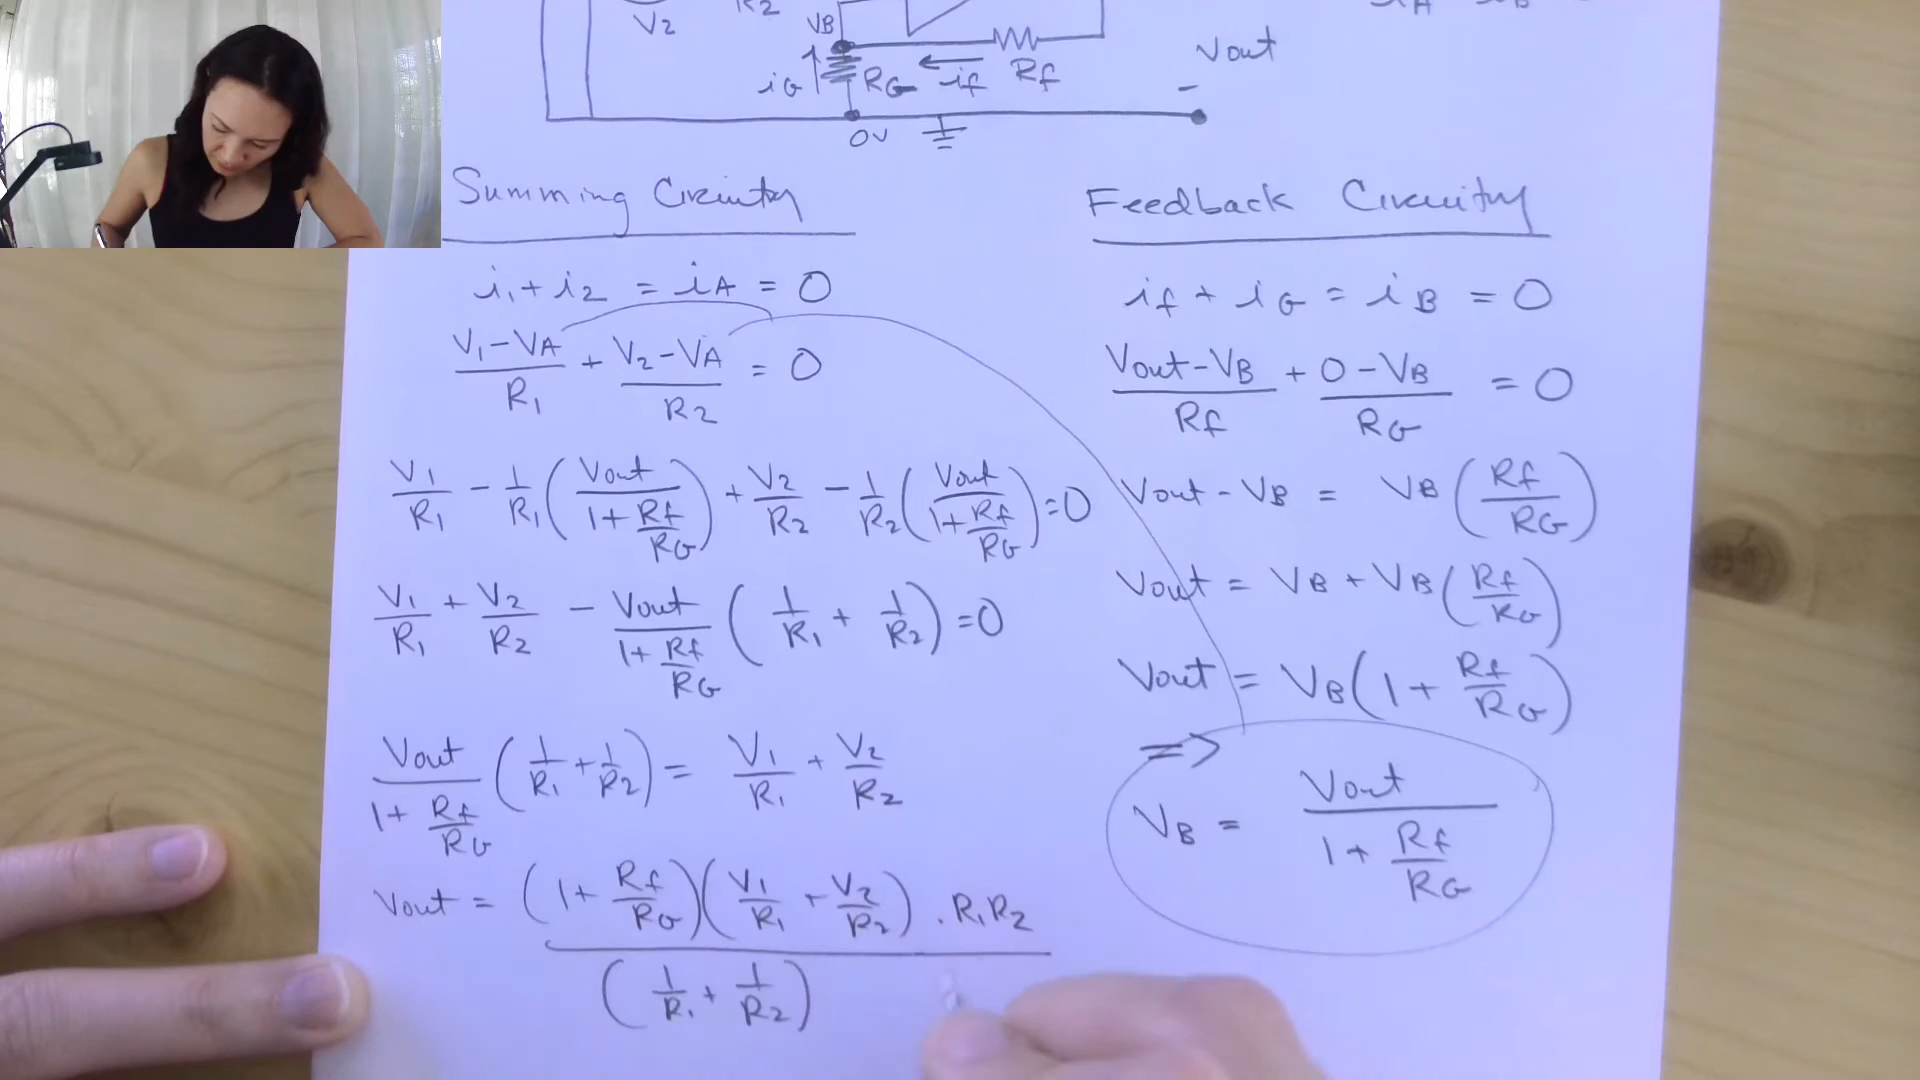 V2 R2 VB iA iB
iG RG if Rf Vout
-
0V
Summing Circuitry
i1 + i2 = iA = 0
(V1 - VA)/R1 + (V2 - VA)/R2 = 0
V1/R1 - 1/R1 (Vout/(1 + Rf/RG)) + V2/R2 - 1/R2 (Vout/(1 + Rf/RG)) = 0
V1/R1 + V2/R2 - Vout/(1 + Rf/RG) (1/R1 + 1/R2) = 0
Vout/(1 + Rf/RG) (1/R1 + 1/R2) = V1/R1 + V2/R2
Vout = (1 + Rf/RG)(V1/R1 + V2/R2) . R1R2
(1/R1 + 1/R2)
Feedback Circuitry
if + iG = iB = 0
(Vout - VB)/Rf + (0 - VB)/RG = 0
Vout - VB = VB (Rf/RG)
Vout = VB + VB (Rf/RG)
Vout = VB (1 + Rf/RG)
=>
VB = Vout/(1 + Rf/RG)